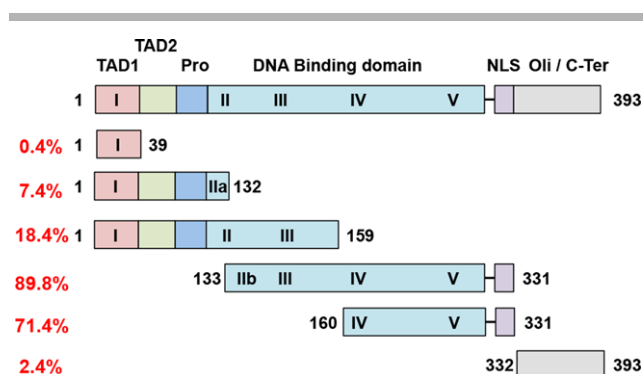 TAD2
TAD1 Pro DNA Binding domain NLS Oli / C-Ter
1 I II III IV V 393
0.4% 1 I 39
7.4% 1 I IIa 132
18.4% 1 I II III 159
89.8% 133 IIb III IV V 331
71.4% 160 IV V 331
2.4% 332 393